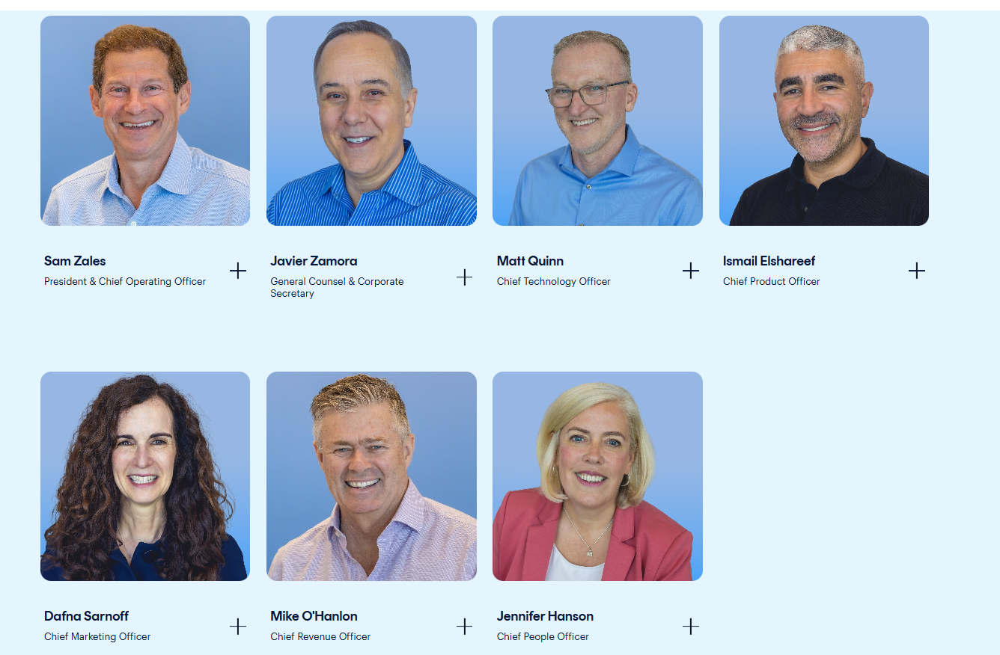 Sam Zales
President & Chief Operating Officer
Javier Zamora
General Counsel & Corporate
Secretary
Matt Quinn
Chief Technology Officer
Ismail Elshareef
Chief Product Officer
Dafna Sarnoff
Chief Marketing Officer
Mike O'Hanlon
Chief Revenue Officer
Jennifer Hanson
Chief People Officer